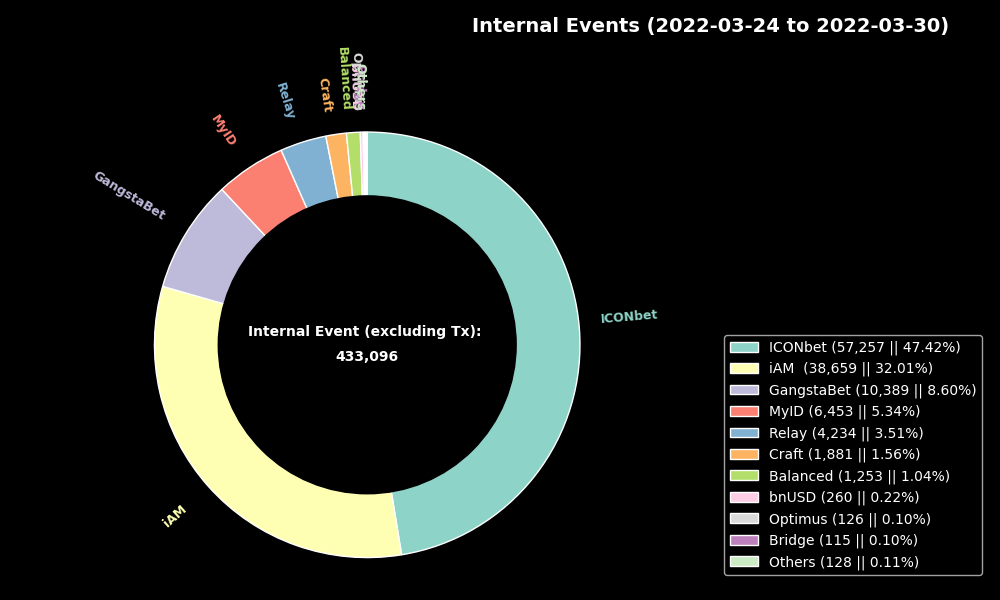 Internal Events (2022-03-24 to 2022-03-30)
Others
Balanced
Craft
Relay
MyID
GangstaBet
ICONbet
iAM
Internal Event (excluding Tx):
433,096
ICONbet (57,257 || 47.42%)
iAM  (38,659 || 32.01%)
GangstaBet (10,389 || 8.60%)
MyID (6,453 || 5.34%)
Relay (4,234 || 3.51%)
Craft (1,881 || 1.56%)
Balanced (1,253 || 1.04%)
bnUSD (260 || 0.22%)
Optimus (126 || 0.10%)
Bridge (115 || 0.10%)
Others (128 || 0.11%)